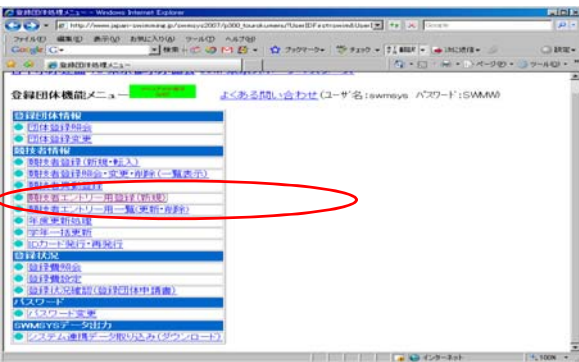 登録団体機能メニュー - Windows Internet Explorer
ファイル(F) 編集(E) 表示(V) お気に入り(A) ツール(T) ヘルプ(H)
Google
登録団体機能メニュー
登録団体機能メニュー よくある問い合わせ(ユーザ名:swmsys パスワード:SWMW)
登録団体情報
団体登録照会
団体登録変更
競技者情報
競技者登録(新規・転入)
競技者登録照会・変更・削除(一覧表示)
競技者エントリー用登録(新規)
競技者エントリー用一覧(更新・削除)
年度更新処理
学年一括更新
IDカード発行・再発行
登録状況
登録費照会
登録費設定
登録状況確認(登録団体申請書)
パスワード
パスワード変更
SWMSYSデータ出力
システム連携データ取り込み(ダウンロード)
インターネット 100%